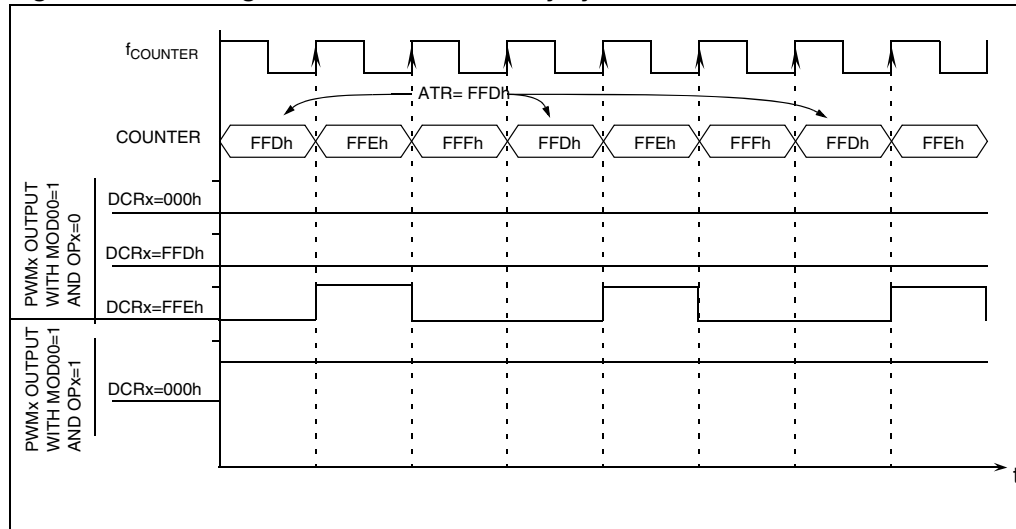 fCOUNTER
ATR= FFDh
COUNTER
FFDh FFEh FFFh FFDh FFEh FFFh FFDh FFEh
PWMx OUTPUT
WITH MOD00=1
AND OPx=0
DCRx=000h
DCRx=FFDh
DCRx=FFEh
PWMx OUTPUT
WITH MOD00=1
AND OPx=1
DCRx=000h
t